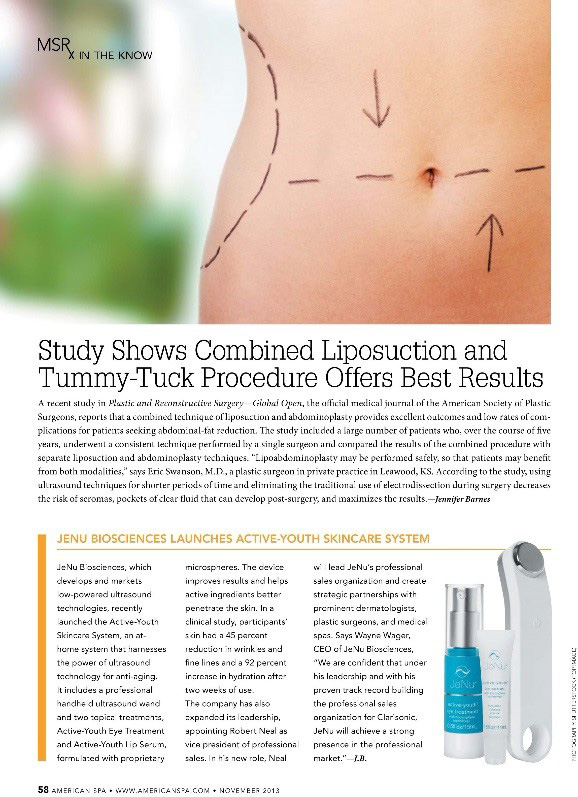 MSRx IN THE KNOW
Study Shows Combined Liposuction and
Tummy-Tuck Procedure Offers Best Results
A recent study in Plastic and Reconstructive Surgery—Global Open, the official medical journal of the American Society of Plastic
Surgeons, reports that a combined technique of liposuction and abdominoplasty provides excellent outcomes and low rates of com-
plications for patients seeking abdominal-fat reduction. The study included a large number of patients who, over the course of five
years, underwent a consistent technique performed by a single surgeon and compared the results of the combined procedure with
separate liposuction and abdominoplasty techniques. "Lipoabdominoplasty may be performed safely, so that patients may benefit
from both modalities," says Eric Swanson, M.D., a plastic surgeon in private practice in Leawood, KS. According to the study, using
ultrasound techniques for shorter periods of time and eliminating the traditional use of electrodissection during surgery decreases
the risk of seromas, pockets of clear fluid that can develop post-surgery, and maximizes the results.—Jennifer Barnes
JENU BIOSCIENCES LAUNCHES ACTIVE-YOUTH SKINCARE SYSTEM
JeNu Biosciences, which
develops and markets
low-powered ultrasound
technologies, recently
launched the Active-Youth
Skincare System, an at-
home system that harnesses
the power of ultrasound
technology for anti-aging.
It includes a professional
handheld ultrasound wand
and two topical treatments,
Active-Youth Eye Treatment
and Active-Youth Lip Serum,
formulated with proprietary
microspheres. The device
improves results and helps
active ingredients better
penetrate the skin. In a
clinical study, participants'
skin had a 45 percent
reduction in wrinkles and
fine lines and a 92 percent
increase in hydration after
two weeks of use.
The company has also
expanded its leadership,
appointing Robert Neal as
vice president of professional
sales. In his new role, Neal
will lead JeNu's professional
sales organization and create
strategic partnerships with
prominent dermatologists,
plastic surgeons, and medical
spas. Says Wayne Wager,
CEO of JeNu Biosciences,
"We are confident that under
his leadership and with his
proven track record building
the professional sales
organization for Clarisonic,
JeNu will achieve a strong
presence in the professional
market."—J.B.
JeNu
active-youth
eye treatment
JeNu
58 AMERICAN SPA • WWW.AMERICANSPA.COM • NOVEMBER 2013